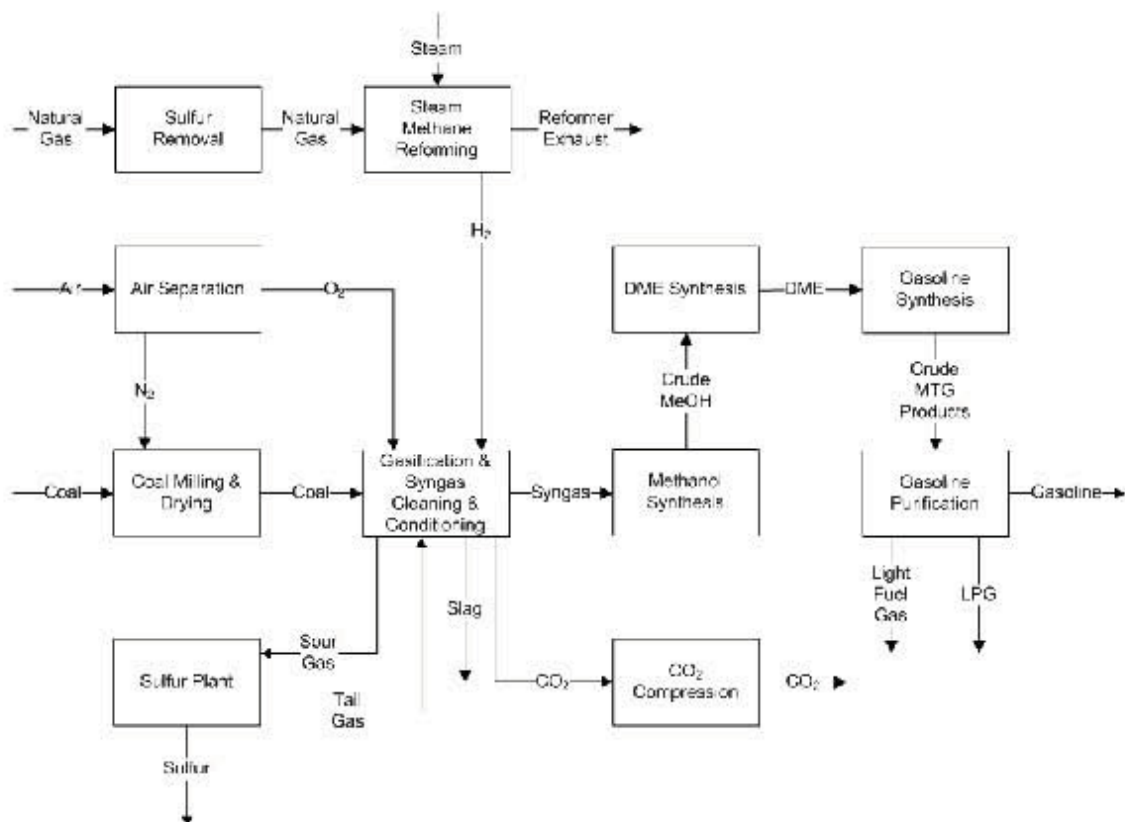 Steam
Natural
Gas
Sulfur
Removal
Natural
Gas
Steam
Methane
Reforming
Reformer
Exhaust
H₂
Air
Air Separation
O₂
DME Synthesis
DME
Gasoline
Synthesis
N₂
Crude
MeOH
Crude
MTG
Products
Coal
Coal Milling &
Drying
Coal
Gasification &
Syngas
Cleaning &
Conditioning
Syngas
Methanol
Synthesis
Gasoline
Purification
Gasoline
Slag
Light
Fuel
Gas
LPG
Sour
Gas
Sulfur Plant
Tail
Gas
CO₂
CO₂
Compression
CO₂
Sulfur